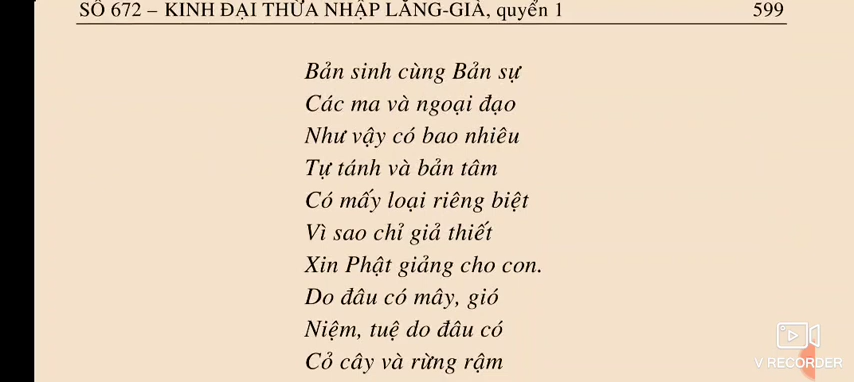 SỐ 672 – KINH ĐẠI THỪA NHẬP LĂNG-GIÀ, quyển 1 599
Bản sinh cùng Bản sự
Các ma và ngoại đạo
Như vậy có bao nhiêu
Tự tánh và bản tâm
Có mấy loại riêng biệt
Vì sao chỉ giả thiết
Xin Phật giảng cho con.
Do đâu có mây, gió
Niệm, tuệ do đâu có
Cỏ cây và rừng rậm
V RECORDER